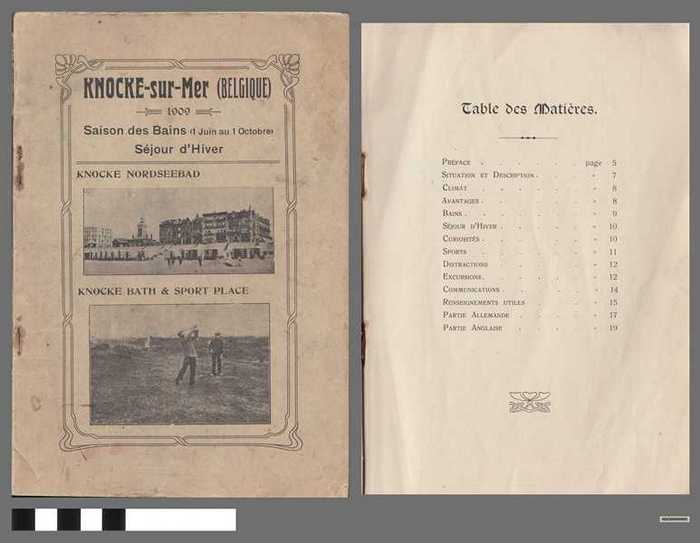 KNOCKE-sur-Mer (BELGIQUE)
1909
Saison des Bains (1 Juin au 1 Octobre)
Séjour d'Hiver
KNOCKE NORDSEEBAD
KNOCKE BATH & SPORT PLACE
Table des Matières.
PRÉFACE . . . . . . page 5
SITUATION ET DESCRIPTION . . . . » 7
CLIMAT . . . . . . » 8
AVANTAGES . . . . . . » 8
BAINS . . . . . . » 9
SÉJOUR D'HIVER . . . . . » 10
CURIOSITÉS . . . . . . » 10
SPORTS . . . . . . » 11
DISTRACTIONS . . . . . » 12
EXCURSIONS . . . . . . » 12
COMMUNICATIONS . . . . . » 14
RENSEIGNEMENTS UTILES . . . . » 15
PARTIE ALLEMANDE . . . . . » 17
PARTIE ANGLAISE . . . . . » 19